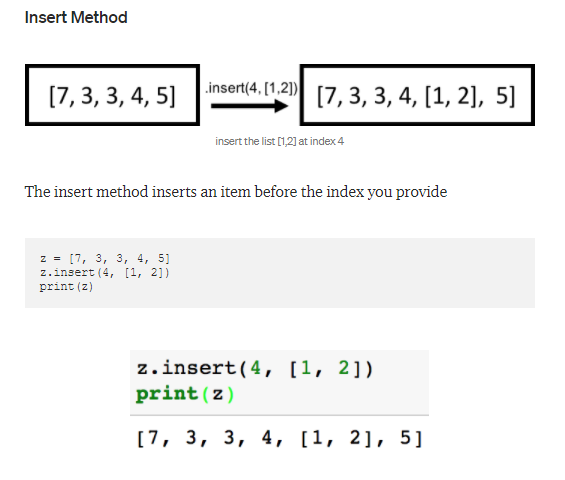 Insert Method
[7, 3, 3, 4, 5]
.insert(4, [1,2])
[7, 3, 3, 4, [1, 2], 5]
insert the list [1,2] at index 4
The insert method inserts an item before the index you provide
z = [7, 3, 3, 4, 5]
z.insert(4, [1, 2])
print(z)
z.insert(4, [1, 2])
print(z)
[7, 3, 3, 4, [1, 2], 5]